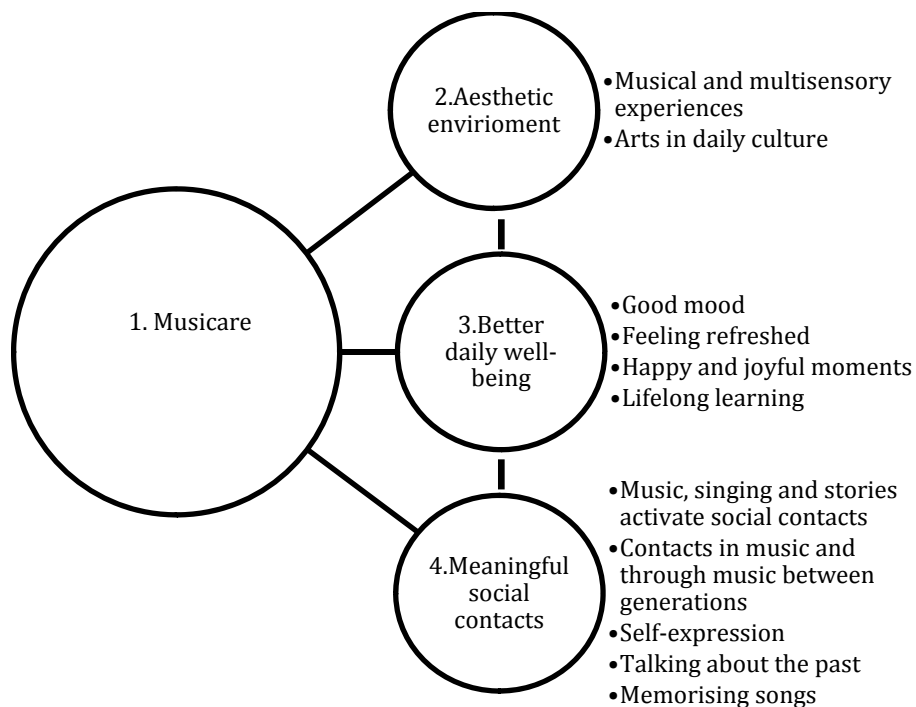 1. Musicare
2.Aesthetic
envirioment
•Musical and multisensory
experiences
•Arts in daily culture
3.Better
daily well-
being
•Good mood
•Feeling refreshed
•Happy and joyful moments
•Lifelong learning
4.Meaningful
social
contacts
•Music, singing and stories
activate social contacts
•Contacts in music and
through music between
generations
•Self-expression
•Talking about the past
•Memorising songs